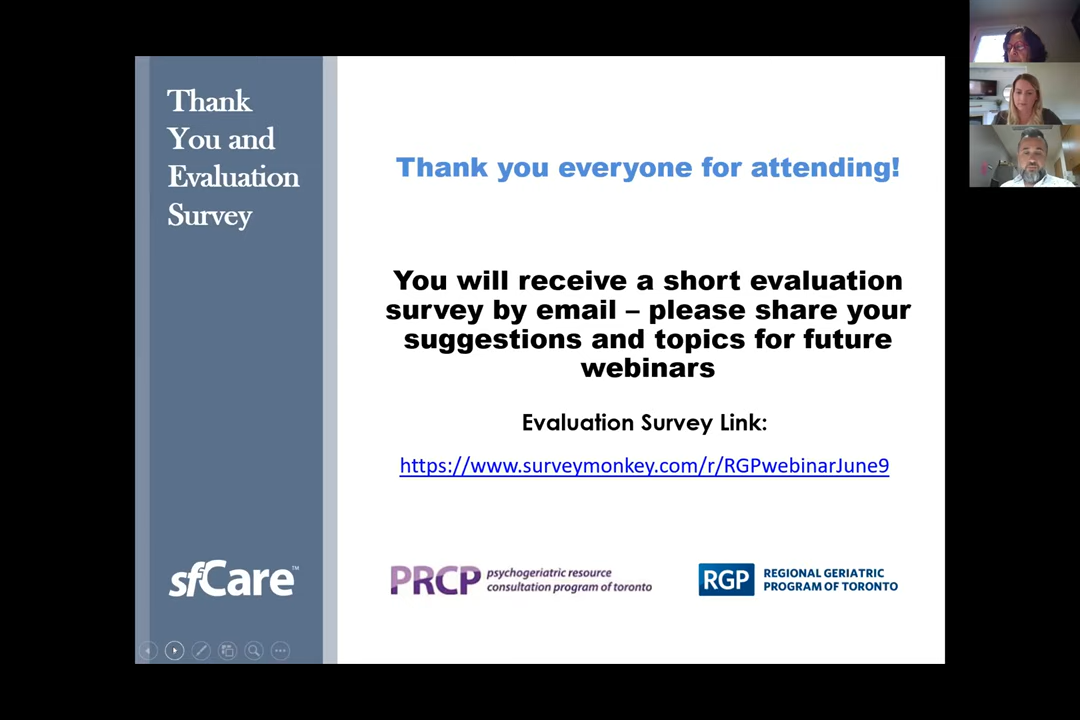 Thank
You and
Evaluation
Survey
Thank you everyone for attending!
You will receive a short evaluation
survey by email – please share your
suggestions and topics for future
webinars
Evaluation Survey Link:
https://www.surveymonkey.com/r/RGPwebinarJune9
sfCare™
PRCP psychogeriatric resource
consultation program of toronto
RGP REGIONAL GERIATRIC
PROGRAM OF TORONTO